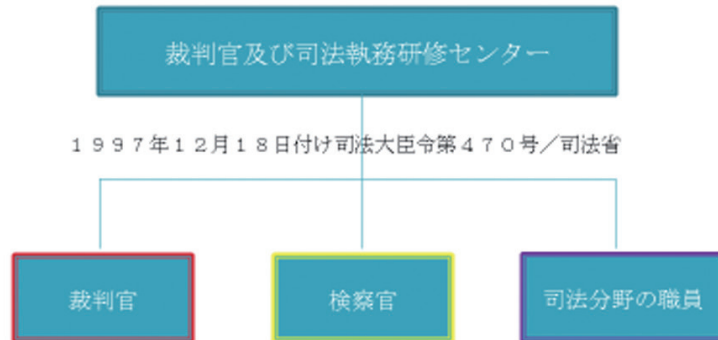 裁判官及び司法執務研修センター
１９９７年１２月１８日付け司法大臣令第４７０号／司法省
裁判官
検察官
司法分野の職員